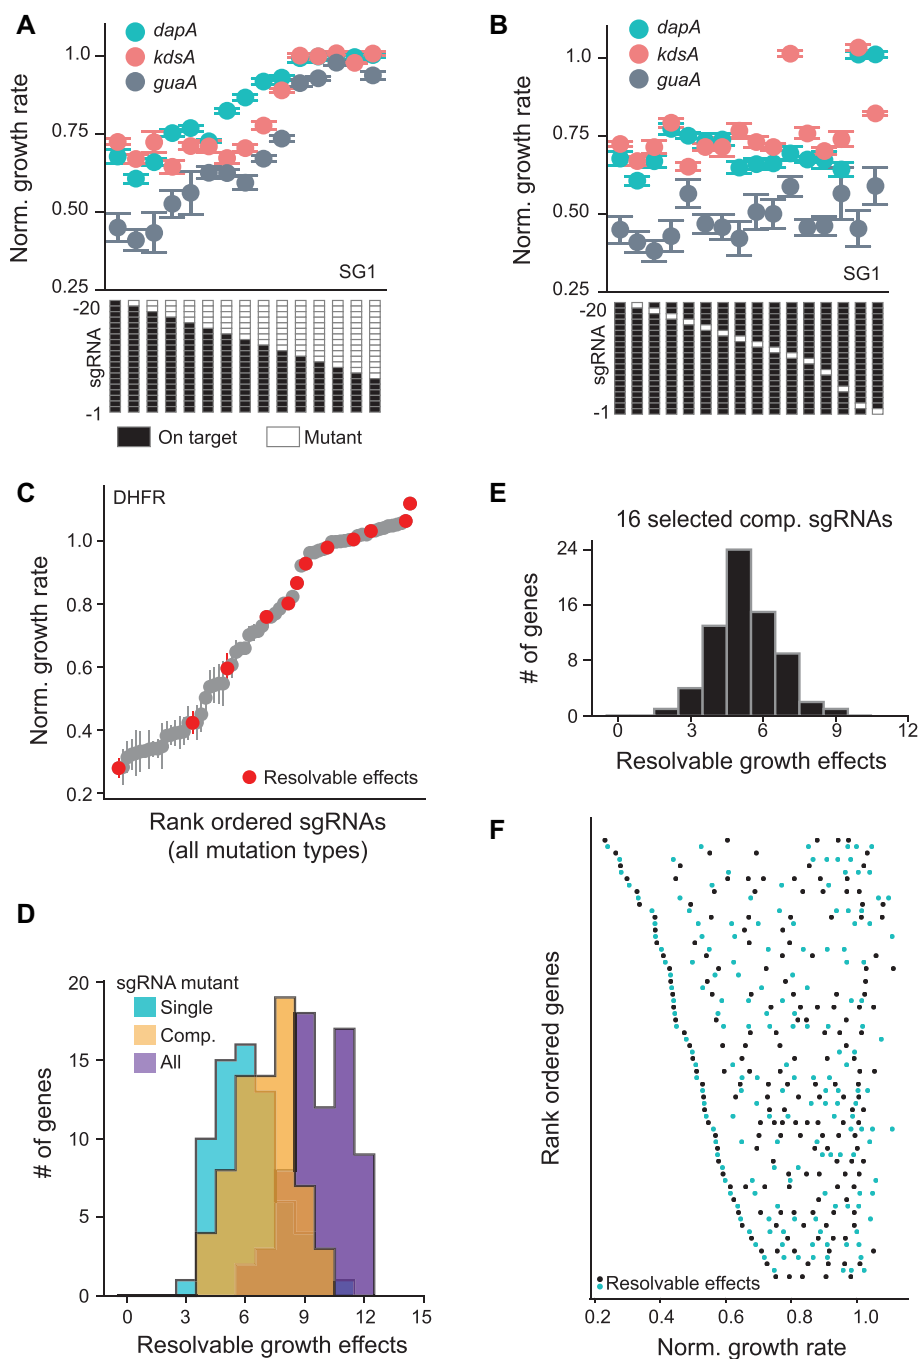 A
dapA
kdsA
guaA
1.0
0.75
0.50
0.25
Norm. growth rate
SG1
-20
sgRNA
-1
On target
Mutant
B
dapA
kdsA
guaA
1.0
0.75
0.50
0.25
Norm. growth rate
SG1
-20
sgRNA
-1
C
DHFR
1.0
0.8
0.6
0.4
0.2
Norm. growth rate
Resolvable effects
Rank ordered sgRNAs
(all mutation types)
E
16 selected comp. sgRNAs
24
16
8
0
# of genes
0 3 6 9 12
Resolvable growth effects
D
sgRNA mutant
Single
Comp.
All
20
15
10
5
0
# of genes
0 3 6 9 12 15
Resolvable growth effects
F
Rank ordered genes
Resolvable effects
0.2 0.4 0.6 0.8 1.0
Norm. growth rate